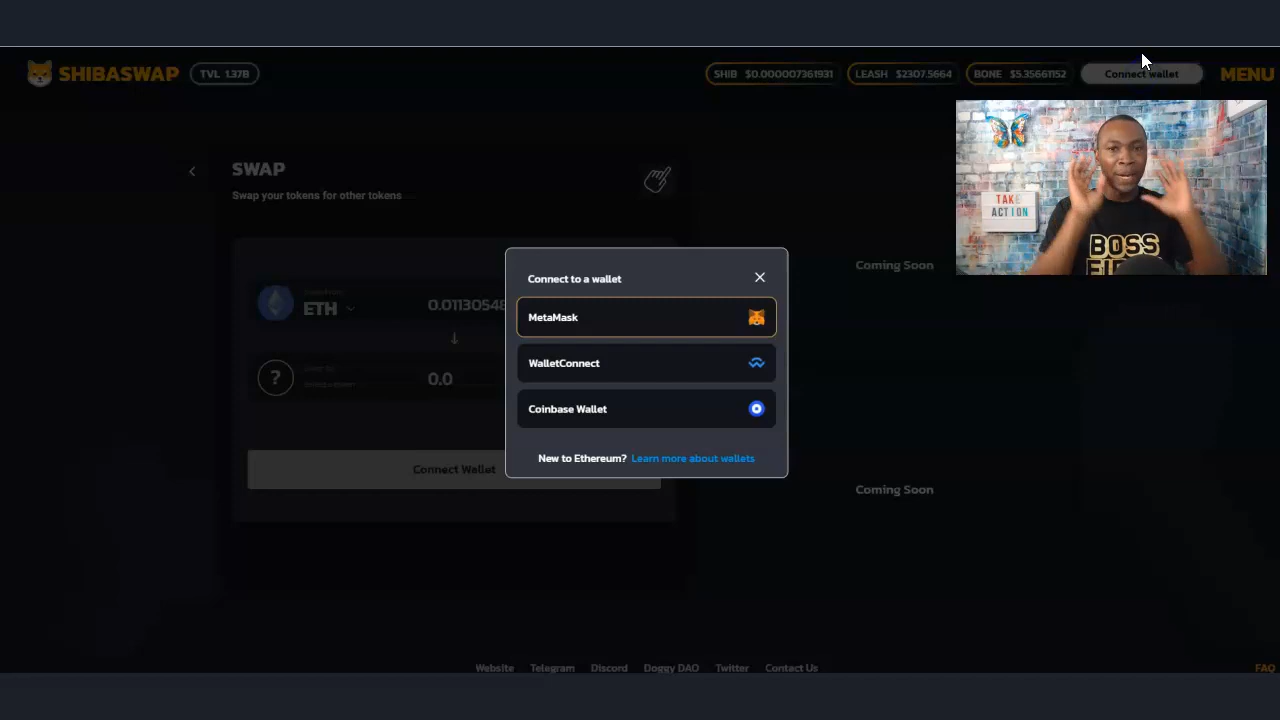 SHIBASWAP
TVL 1.37B
SHIB $0.000007361931
LEASH $2307.5664
BONE $5.35661152
Connect wallet
MENU
TAKE
ACTION
BOSS
SWAP
Swap your tokens for other tokens
Coming Soon
Connect to a wallet
ETH
0.01130548
MetaMask
?
0.0
WalletConnect
Coinbase Wallet
New to Ethereum? Learn more about wallets
Connect Wallet
Coming Soon
Website
Telegram
Discord
Doggy DAO
Twitter
Contact Us
FAQ